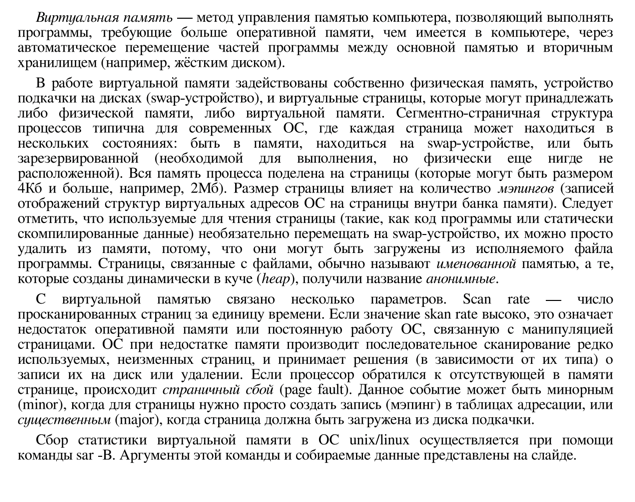 Виртуальная память — метод управления памятью компьютера, позволяющий выполнять
программы, требующие больше оперативной памяти, чем имеется в компьютере, через
автоматическое перемещение частей программы между основной памятью и вторичным
хранилищем (например, жёстким диском).
В работе виртуальной памяти задействованы собственно физическая память, устройство
подкачки на дисках (swap-устройство), и виртуальные страницы, которые могут принадлежать
либо физической памяти, либо виртуальной памяти. Сегментно-страничная структура
процессов типична для современных ОС, где каждая страница может находиться в
нескольких состояниях: быть в памяти, находиться на swap-устройстве, или быть
зарезервированной (необходимой для выполнения, но физически еще нигде не
расположенной). Вся память процесса поделена на страницы (которые могут быть размером
4Кб и больше, например, 2Мб). Размер страницы влияет на количество мэпингов (записей
отображений структур виртуальных адресов ОС на страницы внутри банка памяти). Следует
отметить, что используемые для чтения страницы (такие, как код программы или статически
скомпилированные данные) необязательно перемещать на swap-устройство, их можно просто
удалить из памяти, потому, что они могут быть загружены из исполняемого файла
программы. Страницы, связанные с файлами, обычно называют именованной памятью, а те,
которые созданы динамически в куче (heap), получили название анонимные.
С виртуальной памятью связано несколько параметров. Scan rate — число
просканированных страниц за единицу времени. Если значение skan rate высоко, это означает
недостаток оперативной памяти или постоянную работу ОС, связанную с манипуляцией
страницами. ОС при недостатке памяти производит последовательное сканирование редко
используемых, неизменных страниц, и принимает решения (в зависимости от их типа) о
записи их на диск или удалении. Если процессор обратился к отсутствующей в памяти
странице, происходит страничный сбой (page fault). Данное событие может быть минорным
(minor), когда для страницы нужно просто создать запись (мэпинг) в таблицах адресации, или
существенным (major), когда страница должна быть загружена из диска подкачки.
Сбор статистики виртуальной памяти в ОС unix/linux осуществляется при помощи
команды sar -B. Аргументы этой команды и собираемые данные представлены на слайде.